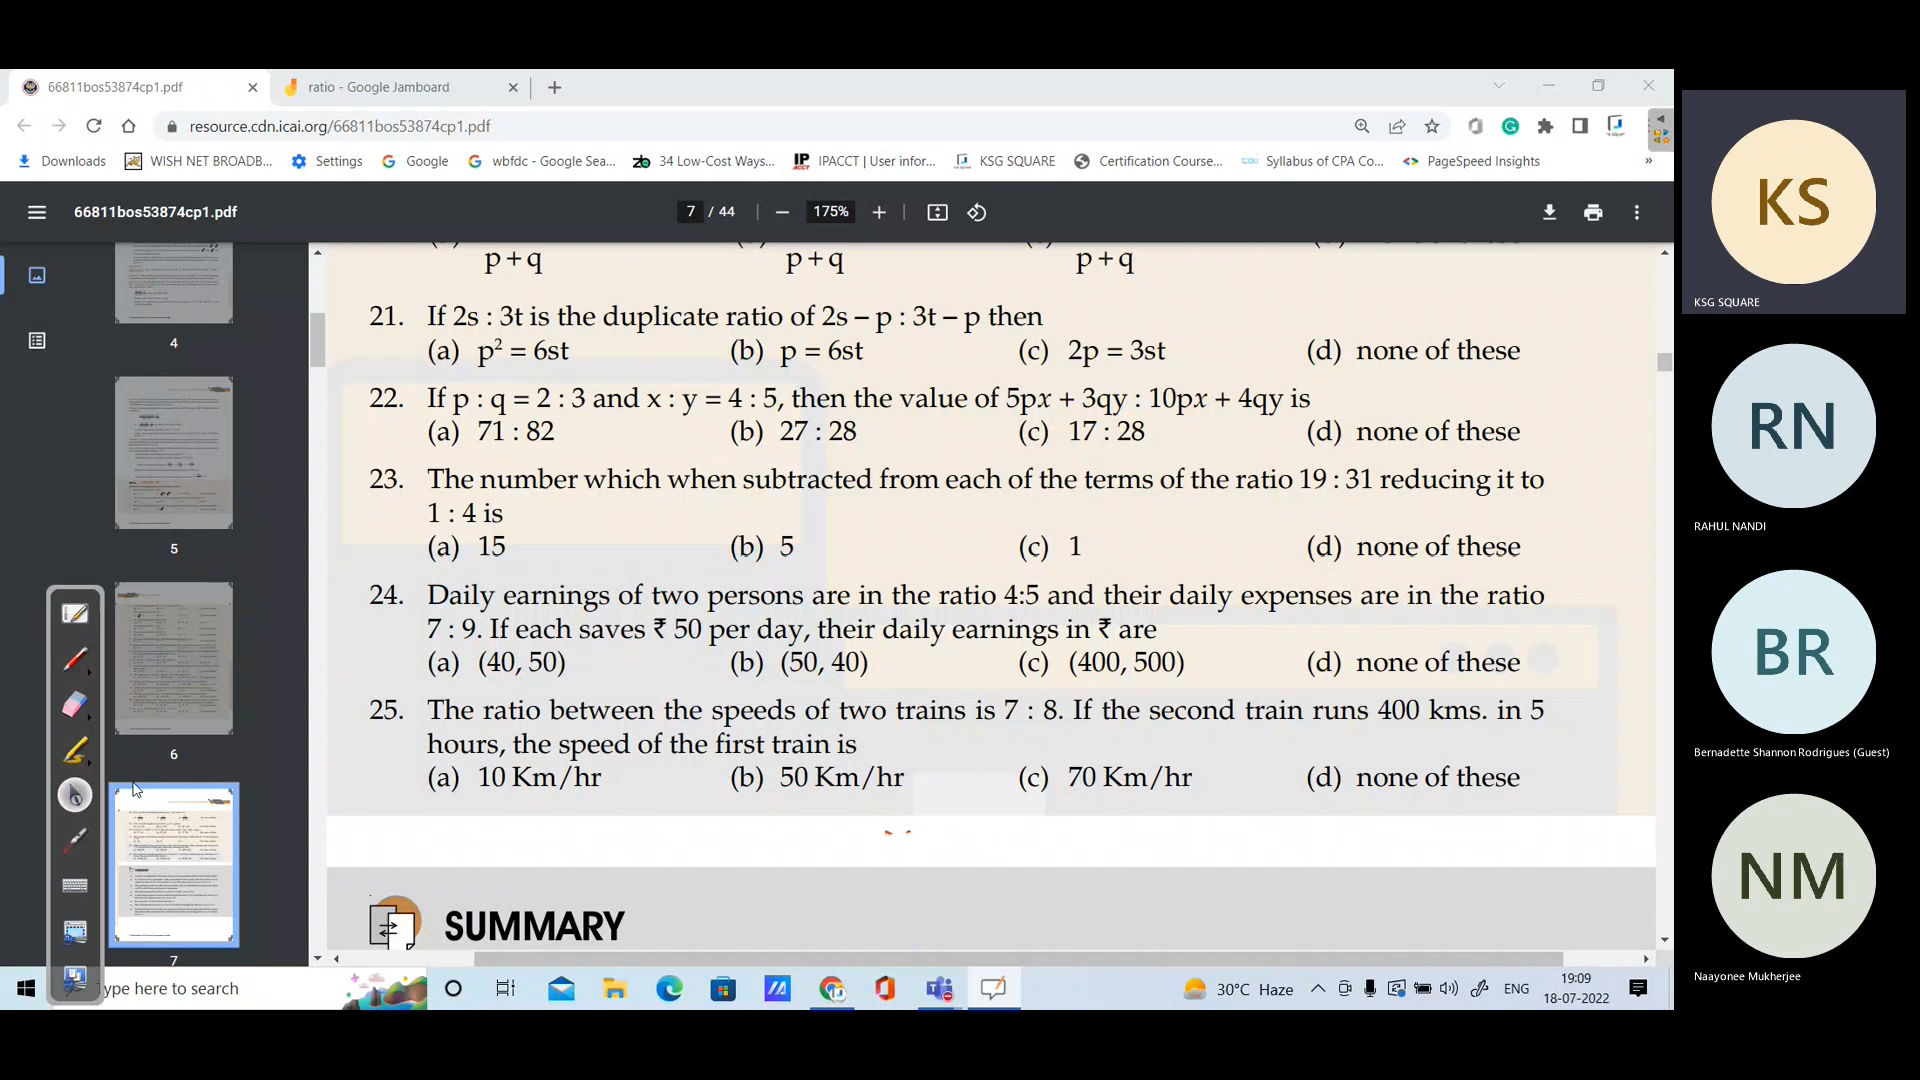 66811bos53874cp1.pdf
ratio - Google Jamboard
resource.cdn.icai.org/66811bos53874cp1.pdf
Downloads
WISH NET BROADB...
Settings
Google
wbfdc - Google Sea...
34 Low-Cost Ways...
IPACCT | User infor...
KSG SQUARE
Certification Course...
Syllabus of CPA Co...
PageSpeed Insights
»
66811bos53874cp1.pdf
7 / 44
175%
p + q p + q p + q
21. If 2s : 3t is the duplicate ratio of 2s – p : 3t – p then
(a) p² = 6st (b) p = 6st (c) 2p = 3st (d) none of these
22. If p : q = 2 : 3 and x : y = 4 : 5, then the value of 5px + 3qy : 10px + 4qy is
(a) 71 : 82 (b) 27 : 28 (c) 17 : 28 (d) none of these
23. The number which when subtracted from each of the terms of the ratio 19 : 31 reducing it to
1 : 4 is
(a) 15 (b) 5 (c) 1 (d) none of these
24. Daily earnings of two persons are in the ratio 4:5 and their daily expenses are in the ratio
7 : 9. If each saves ₹ 50 per day, their daily earnings in ₹ are
(a) (40, 50) (b) (50, 40) (c) (400, 500) (d) none of these
25. The ratio between the speeds of two trains is 7 : 8. If the second train runs 400 kms. in 5
hours, the speed of the first train is
(a) 10 Km/hr (b) 50 Km/hr (c) 70 Km/hr (d) none of these
SUMMARY
4
5
6
7
ype here to search
30°C Haze
ENG
19:09
18-07-2022
KS
KSG SQUARE
RN
RAHUL NANDI
BR
Bernadette Shannon Rodrigues (Guest)
NM
Naayonee Mukherjee